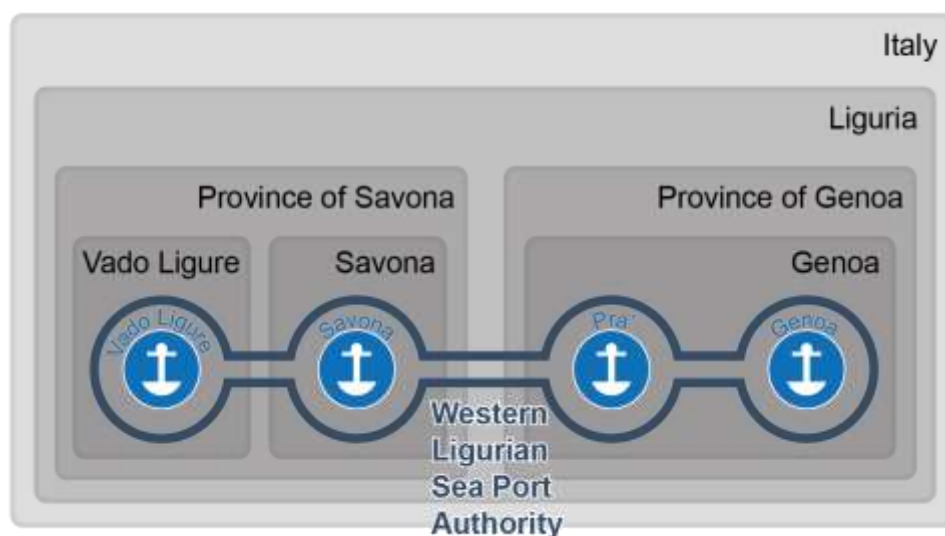 Italy
Liguria
Province of Savona
Province of Genoa
Vado Ligure
Savona
Genoa
Vado Ligure
Savona
Pra'
Genoa
Western
Ligurian
Sea Port
Authority